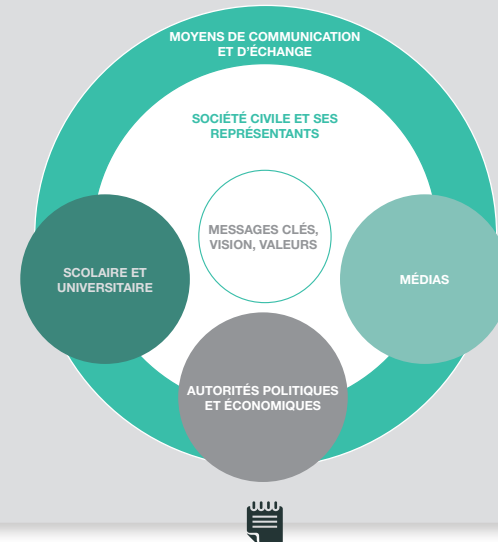 MOYENS DE COMMUNICATION
ET D'ÉCHANGE
SOCIÉTÉ CIVILE ET SES
REPRÉSENTANTS
MESSAGES CLÉS,
VISION, VALEURS
SCOLAIRE ET
UNIVERSITAIRE
MÉDIAS
AUTORITÉS POLITIQUES
ET ÉCONOMIQUES